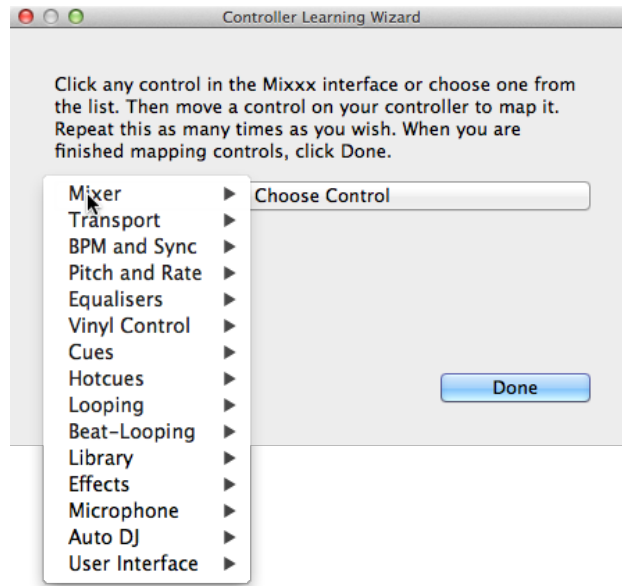 Controller Learning Wizard
Click any control in the Mixxx interface or choose one from
the list. Then move a control on your controller to map it.
Repeat this as many times as you wish. When you are
finished mapping controls, click Done.
Choose Control
Mixer
Transport
BPM and Sync
Pitch and Rate
Equalisers
Vinyl Control
Cues
Hotcues
Looping
Beat-Looping
Library
Effects
Microphone
Auto DJ
User Interface
Done